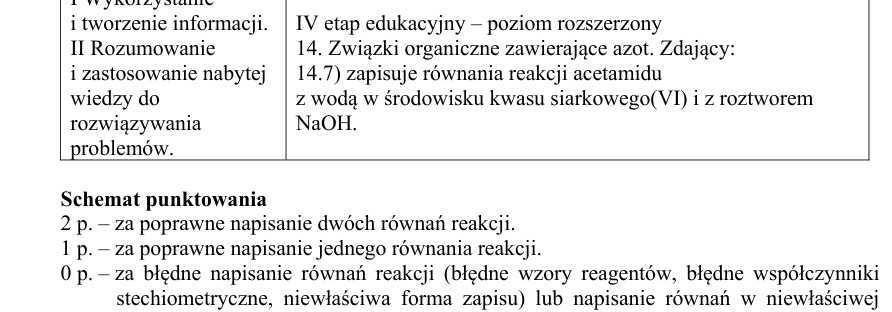 I Wykorzystanie
i tworzenie informacji.
II Rozumowanie
i zastosowanie nabytej
wiedzy do
rozwiązywania
problemów.
IV etap edukacyjny – poziom rozszerzony
14. Związki organiczne zawierające azot. Zdający:
14.7) zapisuje równania reakcji acetamidu
z wodą w środowisku kwasu siarkowego(VI) i z roztworem
NaOH.
Schemat punktowania
2 p. – za poprawne napisanie dwóch równań reakcji.
1 p. – za poprawne napisanie jednego równania reakcji.
0 p. – za błędne napisanie równań reakcji (błędne wzory reagentów, błędne współczynniki
stechiometryczne, niewłaściwa forma zapisu) lub napisanie równań w niewłaściwej